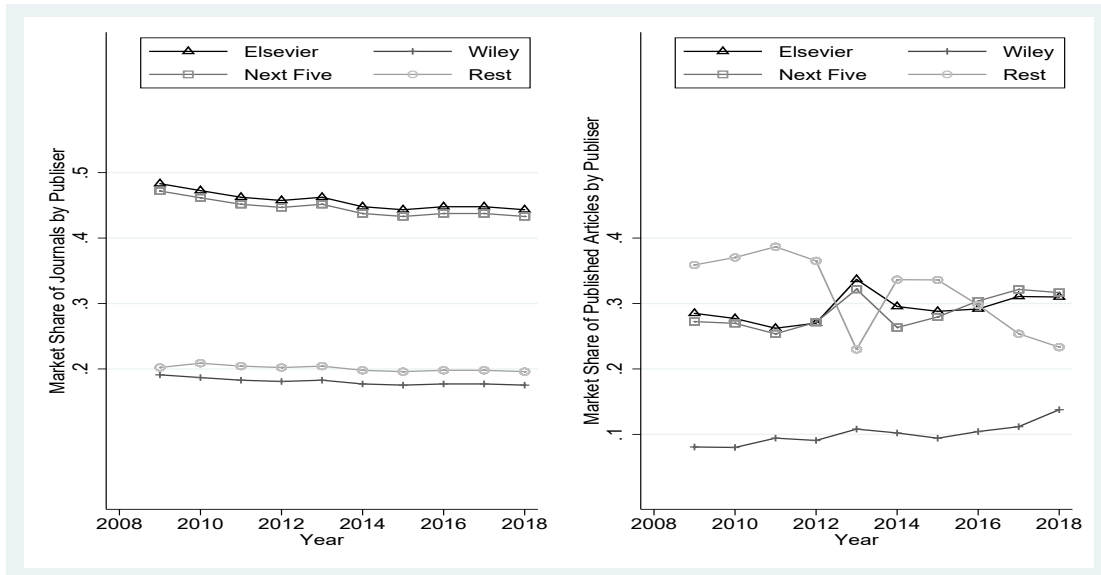 Elsevier Wiley
Next Five Rest
Market Share of Journals by Publiser
.5
.4
.3
.2
2008 2010 2012 2014 2016 2018
Year
Elsevier Wiley
Next Five Rest
Market Share of Published Articles by Publiser
.4
.3
.2
.1
2008 2010 2012 2014 2016 2018
Year